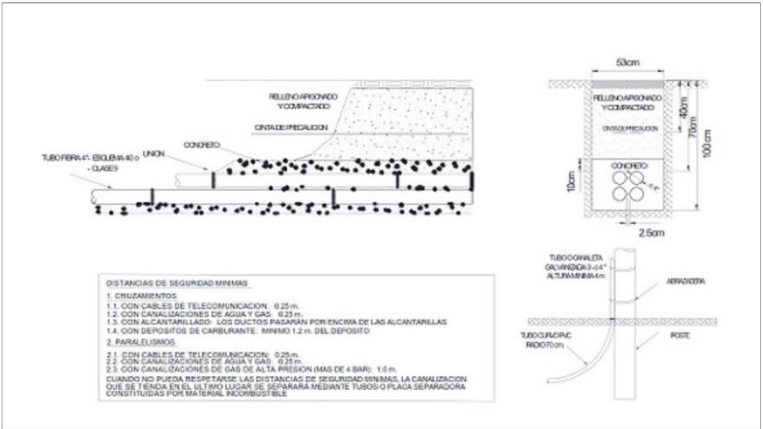 RELLENO APISONADO
Y COMPACTADO
CINTA DE PRECAUCION
CONCRETO
UNION
TUBO FIBRA 4"- ESQUEMA 40 o
- CLASE 9
53cm
RELLENO APISONADO
Y COMPACTADO
CINTA DE PRECAUCION
40cm
70cm
100 cm
CONCRETO
10cm
2.5cm
DISTANCIAS DE SEGURIDAD MINIMAS
1. CRUZAMIENTOS
1.1. CON CABLES DE TELECOMUNICACION: 0.25 m.
1.2. CON CANALIZACIONES DE AGUA Y GAS: 0.25 m.
1.3. CON ALCANTARILLADO: LOS DUCTOS PASARÁN POR ENCIMA DE LAS ALCANTARILLAS
1.4. CON DEPOSITOS DE CARBURANTE: MINIMO 1.2 m. DEL DEPOSITO
2. PARALELISMOS
2.1. CON CABLES DE TELECOMUNICACION: 0.25m.
2.2. CON CANALIZACIONES DE AGUA Y GAS: 0.25 m.
2.3. CON CANALIZACIONES DE GAS DE ALTA PRESION (MAS DE 4 BAR): 1.0 m.
CUANDO NO PUEDA RESPETARSE LAS DISTANCIAS DE SEGURIDAD MINIMAS, LA CANALIZACION
QUE SE TIENDA EN EL ULTIMO LUGAR SE SEPARARA MEDIANTE TUBOS O PLACA SEPARADORA
CONSTITUIDAS POR MATERIAL INCOMBUSTIBLE
TUBO O CANALETA
GALVANIZADA 3 - ó 4"
ALTURA MINIMA 4 m
ABRAZADERA
TUBO CURVO PVC
RADIO 70 cm
POSTE